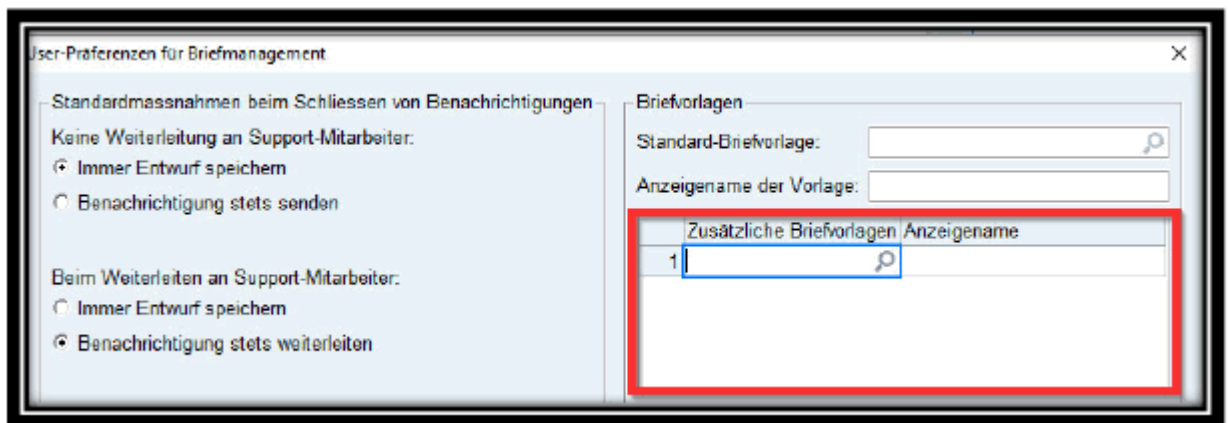 User-Präferenzen für Briefmanagement
Standardmassnahmen beim Schliessen von Benachrichtigungen
Keine Weiterleitung an Support-Mitarbeiter:
Immer Entwurf speichern
Benachrichtigung stets senden
Beim Weiterleiten an Support-Mitarbeiter:
Immer Entwurf speichern
Benachrichtigung stets weiterleiten
Briefvorlagen
Standard-Briefvorlage:
Anzeigename der Vorlage:
Zusätzliche Briefvorlagen Anzeigename
1